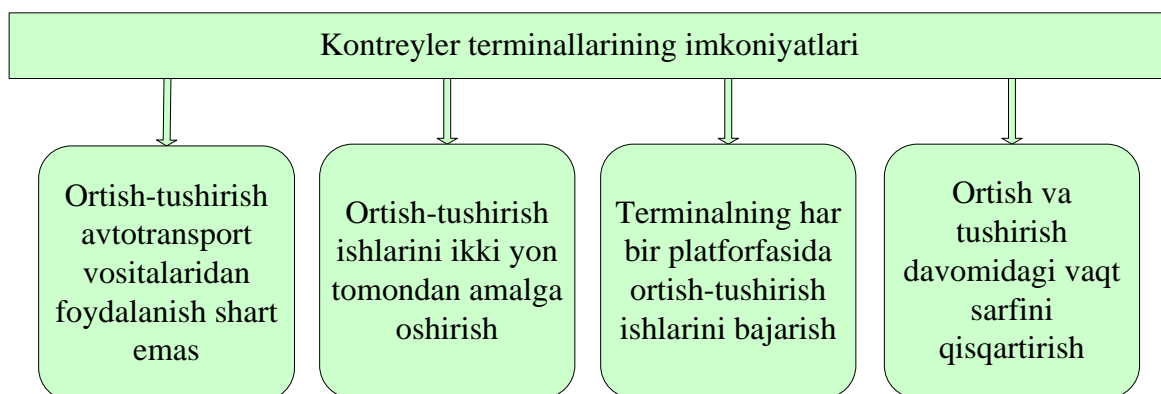 Kontreyler terminallarining imkoniyatlari
Ortish-tushirish
avtotransport
vositalaridan
foydalanish shart
emas
Ortish-tushirish
ishlarini ikki yon
tomondan amalga
oshirish
Terminalning har
bir platforfasida
ortish-tushirish
ishlarini bajarish
Ortish va
tushirish
davomidagi vaqt
sarfini
qisqartirish